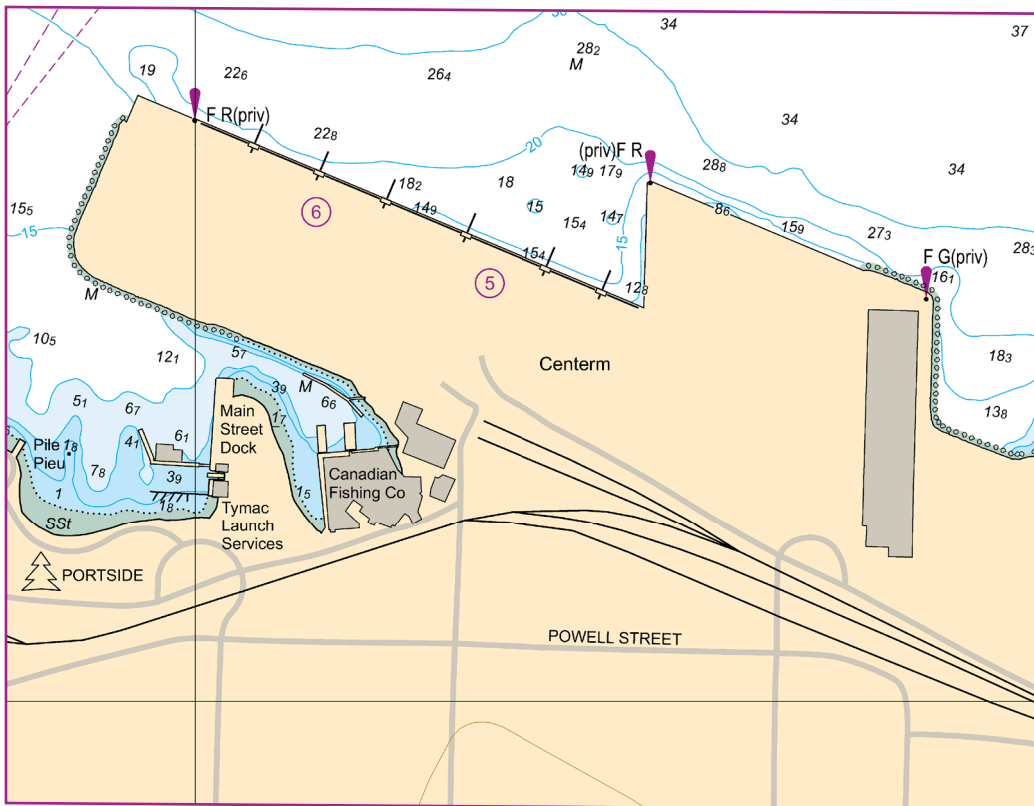 30
34
37
28₂
M
19
22₆
26₄
F R(priv)
34
22₈
20
(priv)F R
28₈
14₉
17₉
34
18₂
18
15₅
6
14₉
15
14₇
8₆
15₉
27₃
15₄
15
28₃
15
15₄
F G(priv)
16₁
M
5
12₈
10₅
12₁
5₇
18₃
Centerm
3₉
M
6₆
5₁
6₇
13₈
Main
Street
Dock
1₇
Pile
Pieu
1₈
4₁
6₁
7₈
3₉
Canadian
Fishing Co
1
1₈
1₅
SSt
Tymac
Launch
Services
PORTSIDE
POWELL STREET